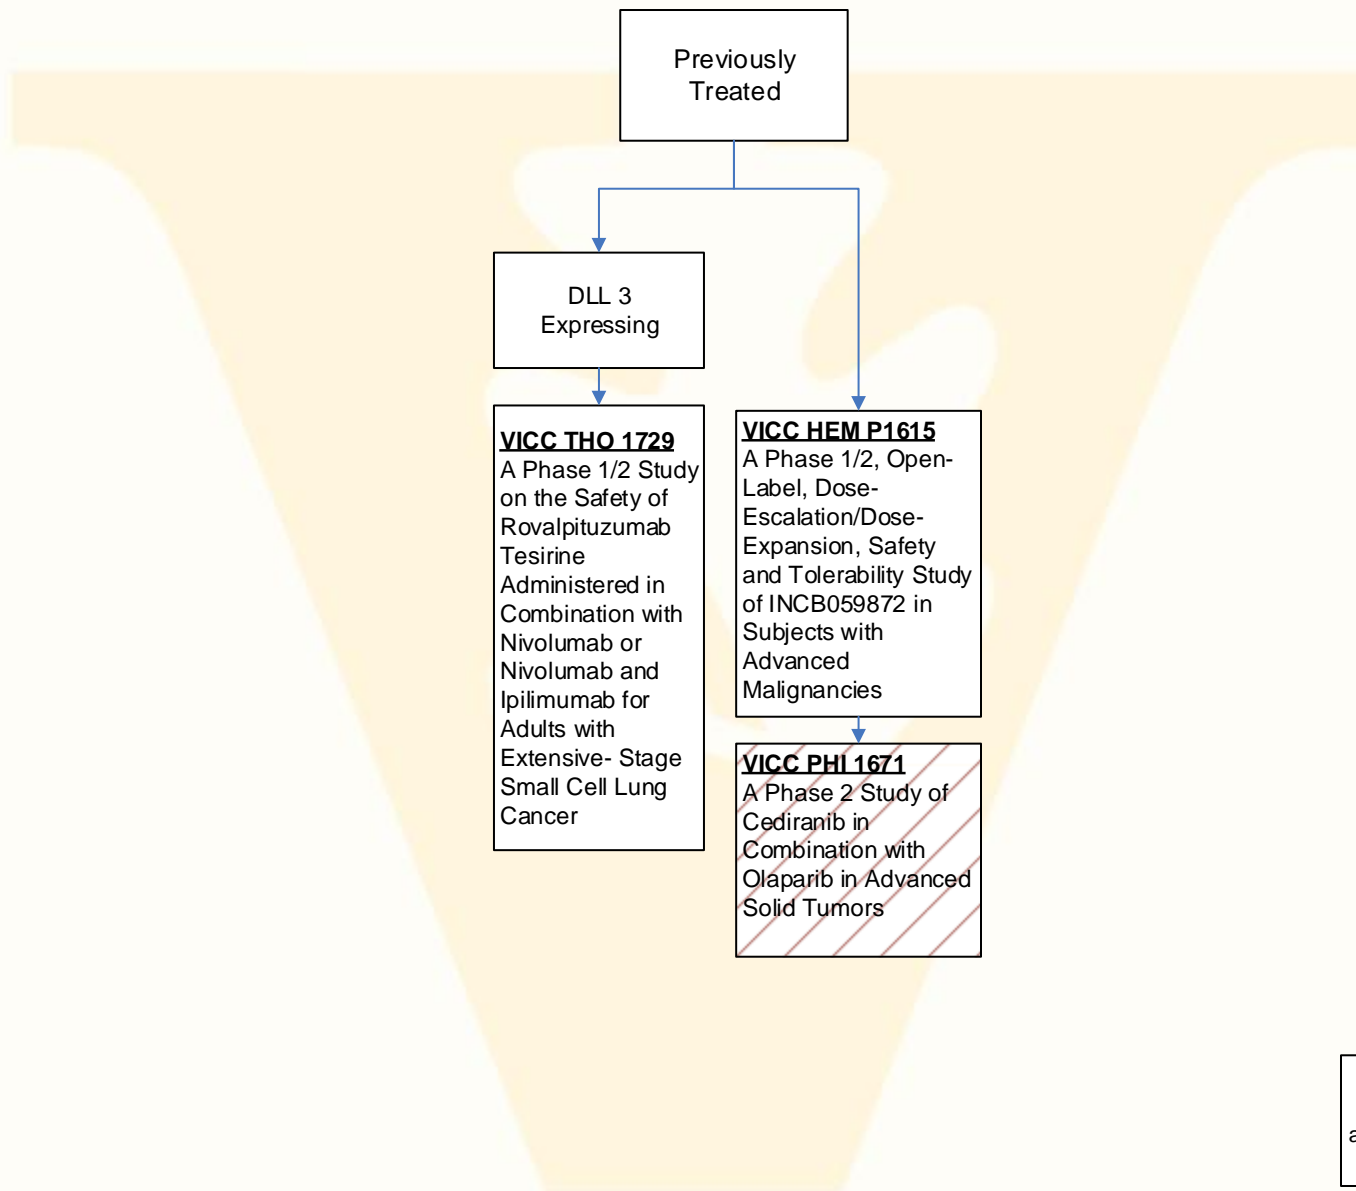 Previously
Treated
DLL 3
Expressing
VICC THO 1729
A Phase 1/2 Study
on the Safety of
Rovalpituzumab
Tesirine
Administered in
Combination with
Nivolumab or
Nivolumab and
Ipilimumab for
Adults with
Extensive- Stage
Small Cell Lung
Cancer
VICC HEM P1615
A Phase 1/2, Open-
Label, Dose-
Escalation/Dose-
Expansion, Safety
and Tolerability Study
of INCB059872 in
Subjects with
Advanced
Malignancies
VICC PHI 1671
A Phase 2 Study of
Cediranib in
Combination with
Olaparib in Advanced
Solid Tumors
a